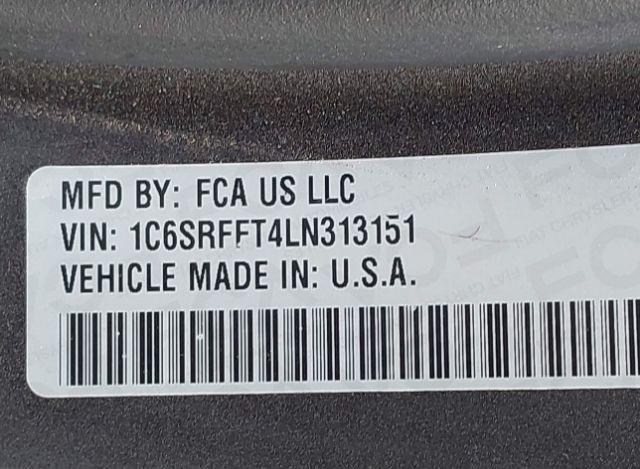 MFD BY: FCA US LLC
VIN: 1C6SRFFT4LN313151
VEHICLE MADE IN: U.S.A.